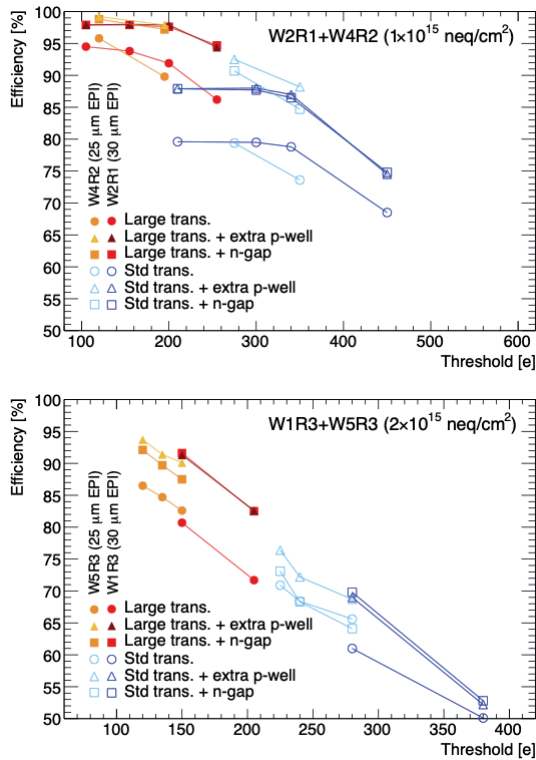 W2R1+W4R2 (1×10¹⁵ neq/cm²)
Efficiency [%]
100
95
90
85
80
75
70
65
60
55
50
W4R2 (25 μm EPI)
W2R1 (30 μm EPI)
Large trans.
Large trans. + extra p-well
Large trans. + n-gap
Std trans.
Std trans. + extra p-well
Std trans. + n-gap
100 200 300 400 500 600
Threshold [e]
W1R3+W5R3 (2×10¹⁵ neq/cm²)
Efficiency [%]
100
95
90
85
80
75
70
65
60
55
50
W5R3 (25 μm EPI)
W1R3 (30 μm EPI)
Large trans.
Large trans. + extra p-well
Large trans. + n-gap
Std trans.
Std trans. + extra p-well
Std trans. + n-gap
100 150 200 250 300 350 400
Threshold [e]